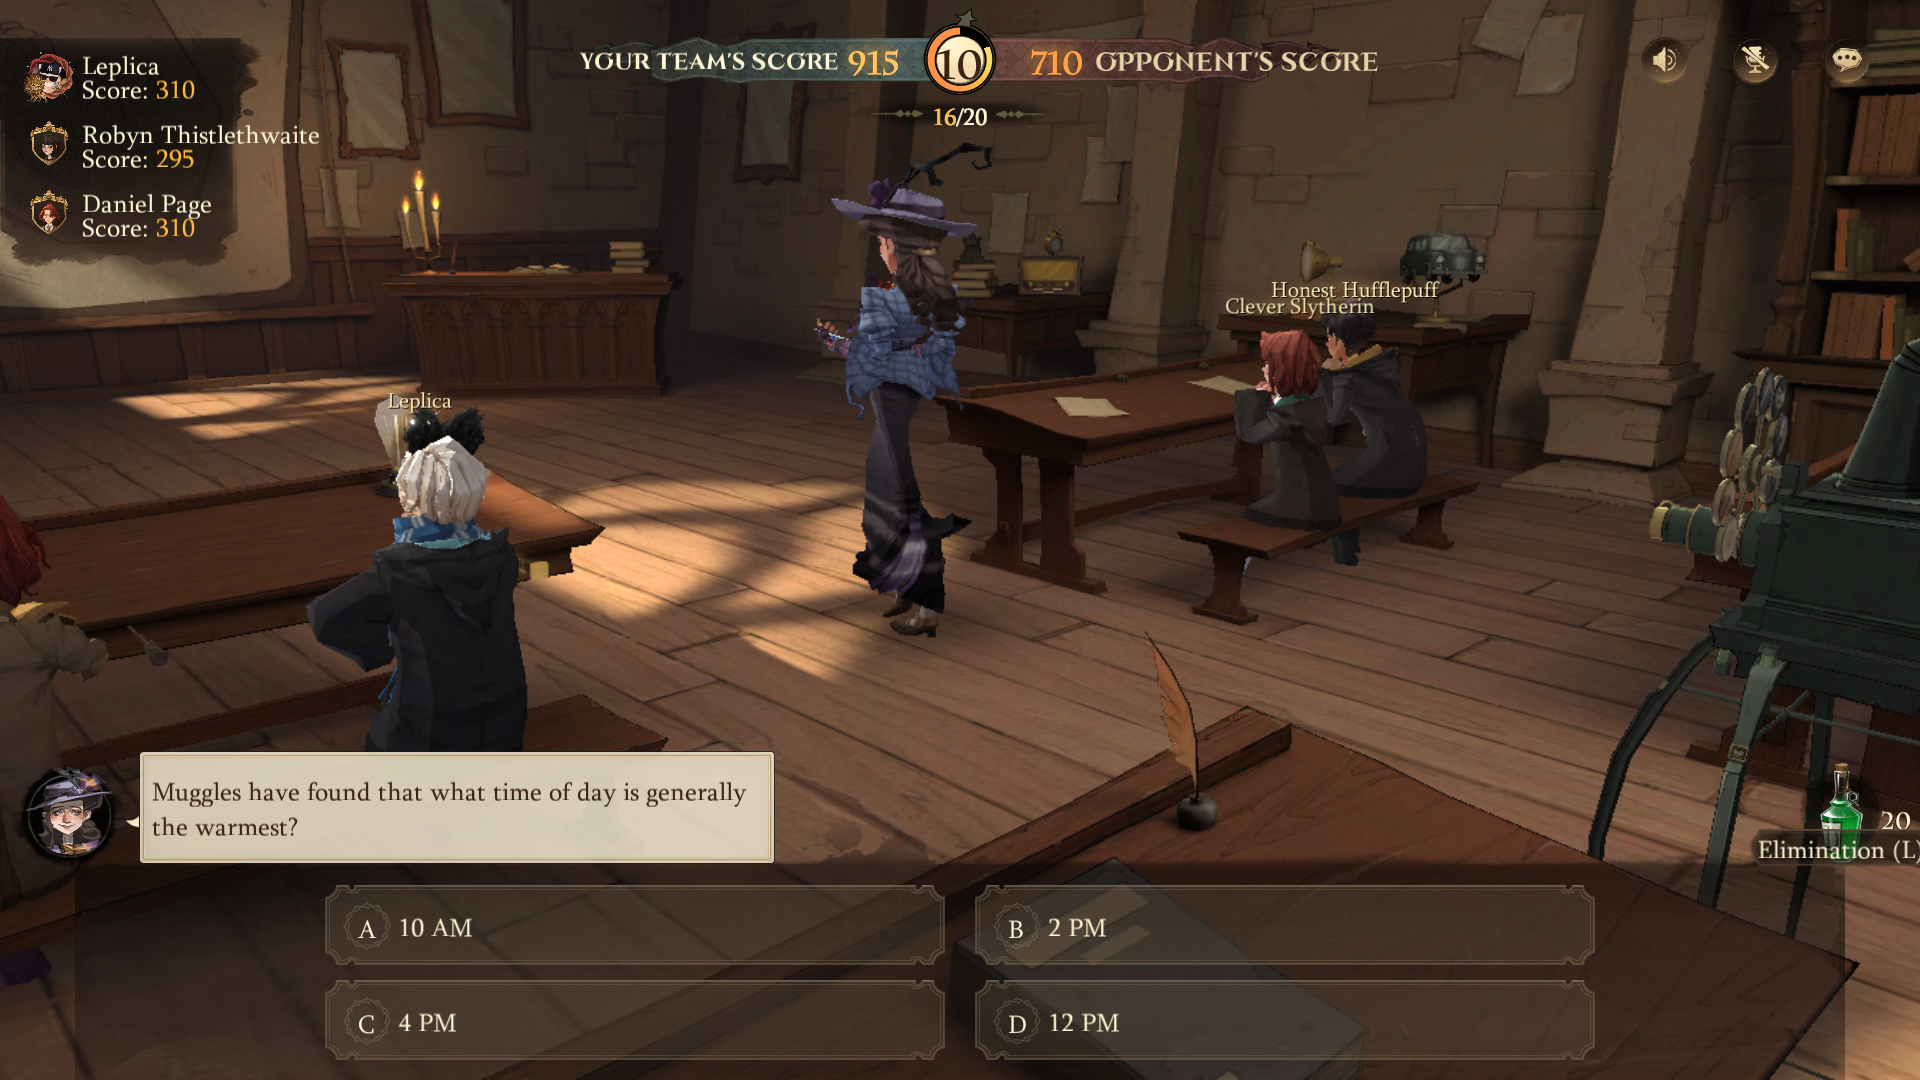 Leplica
Score: 310
Robyn Thistlethwaite
Score: 295
Daniel Page
Score: 310
YOUR TEAM'S SCORE 915
10
710 OPPONENT'S SCORE
16/20
Honest Hufflepuff
Clever Slytherin
Leplica
Muggles have found that what time of day is generally
the warmest?
20
Elimination (L)
A 10 AM
B 2 PM
C 4 PM
D 12 PM